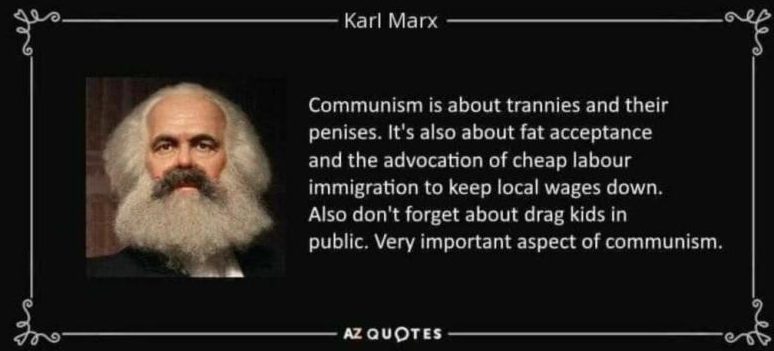 Karl Marx
Communism is about trannies and their
penises. It's also about fat acceptance
and the advocation of cheap labour
immigration to keep local wages down.
Also don't forget about drag kids in
public. Very important aspect of communism.
AZ QUOTES